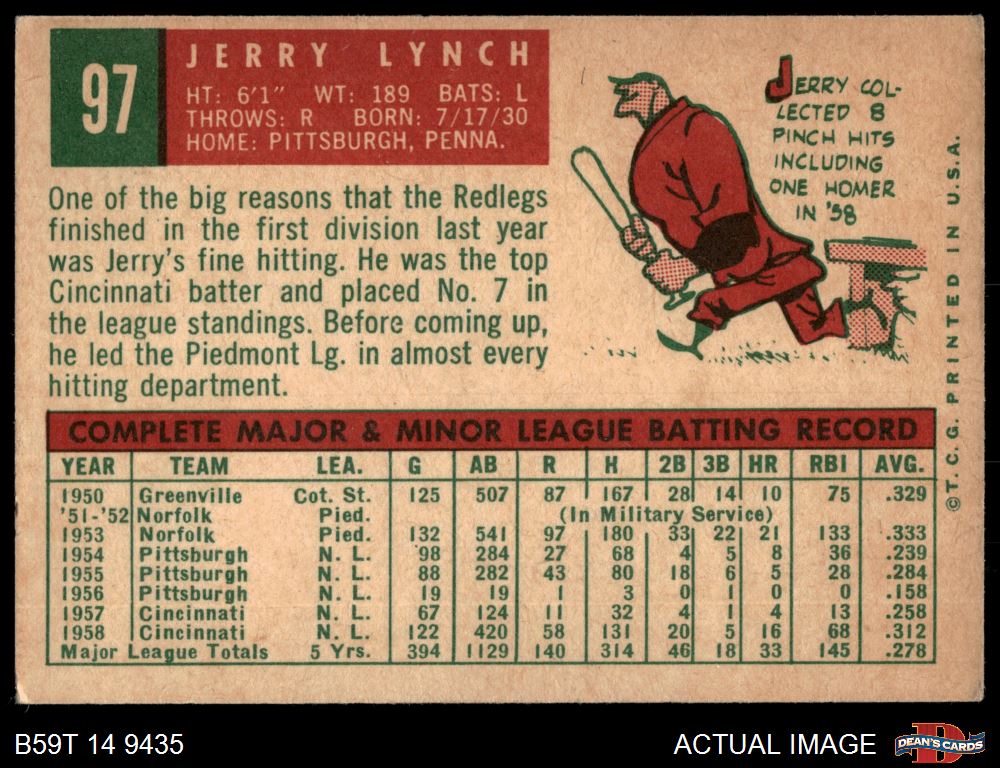 97
JERRY LYNCH
HT: 6'1" WT: 189 BATS: L
THROWS: R BORN: 7/17/30
HOME: PITTSBURGH, PENNA.
One of the big reasons that the Redlegs
finished in the first division last year
was Jerry's fine hitting. He was the top
Cincinnati batter and placed No. 7 in
the league standings. Before coming up,
he led the Piedmont Lg. in almost every
hitting department.
JERRY COL-
LECTED 8
PINCH HITS
INCLUDING
ONE HOMER
IN '58
COMPLETE MAJOR & MINOR LEAGUE BATTING RECORD
YEAR TEAM LEA. G AB R H 2B 3B HR RBI AVG.
1950 Greenville Cot. St. 125 507 87 167 28 14 10 75 .329
'51-'52 Norfolk Pied. (In Military Service)
1953 Norfolk Pied. 132 541 97 180 33 22 21 133 .333
1954 Pittsburgh N. L. 98 284 27 68 4 5 8 36 .239
1955 Pittsburgh N. L. 88 282 43 80 18 6 5 28 .284
1956 Pittsburgh N. L. 19 19 1 3 0 1 0 0 .158
1957 Cincinnati N. L. 67 124 11 32 4 1 4 13 .258
1958 Cincinnati N. L. 122 420 58 131 20 5 16 68 .312
Major League Totals 5 Yrs. 394 1129 140 314 46 18 33 145 .278
©T. C. G. PRINTED IN U. S. A.
B59T 14 9435
ACTUAL IMAGE
D
DEAN'S CARDS